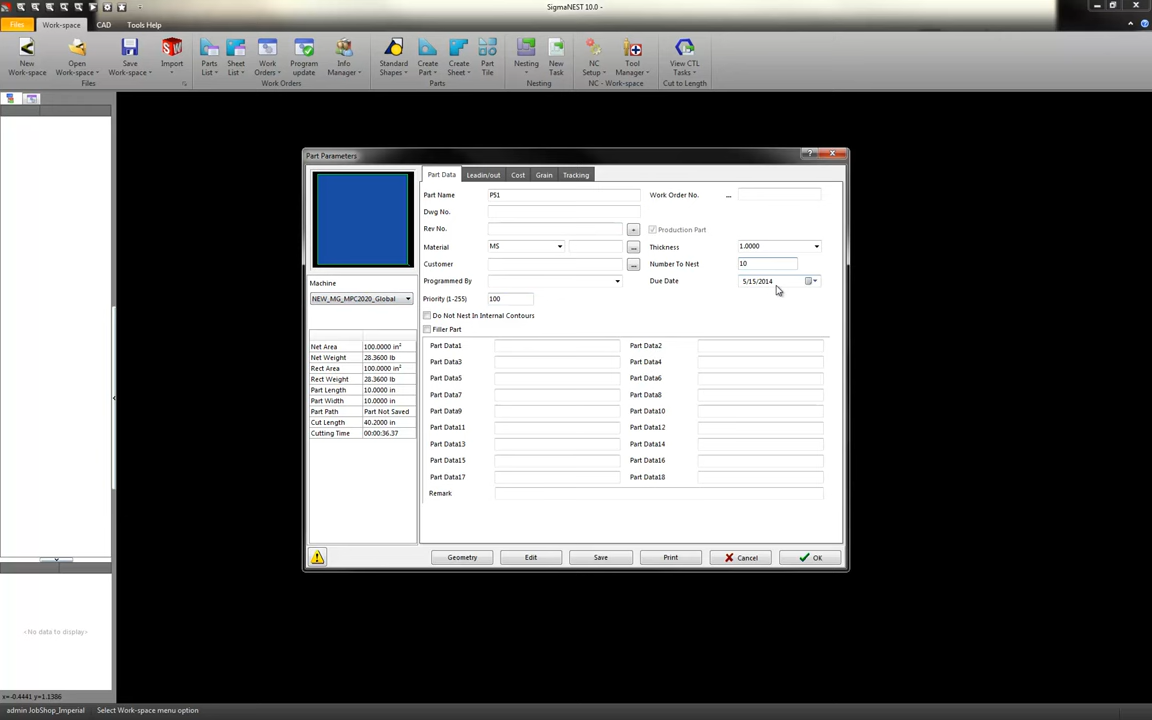 SigmaNEST 10.0 -
Files Work-space CAD Tools Help
New Work-space
Open Work-space
Save Work-space
Import
Parts List
Sheet List
Work Orders
Program update
Info Manager
Standard Shapes
Create Part
Create Sheet
Part Tile
Nesting
New Task
NC Setup
Tool Manager
View CTL Tasks
Files
Work Orders
Parts
Nesting
NC - Work-space
Cut to Length
Part Parameters
Part Data Leadin/out Cost Grain Tracking
Part Name PS1 Work Order No. ...
Dwg No.
Rev No. + Production Part
Material MS ... Thickness 1.0000
Customer ... Number To Nest 10
Programmed By Due Date 5/15/2014
Priority (1-255) 100
Do Not Nest In Internal Contours
Filler Part
Machine
NEW_MG_MPC2020_Global
Net Area 100.0000 in²
Net Weight 28.3600 lb
Rect Area 100.0000 in²
Rect Weight 28.3600 lb
Part Length 10.0000 in
Part Width 10.0000 in
Part Path Part Not Saved
Cut Length 40.2000 in
Cutting Time 00:00:36.37
Part Data1 Part Data2
Part Data3 Part Data4
Part Data5 Part Data6
Part Data7 Part Data8
Part Data9 Part Data10
Part Data11 Part Data12
Part Data13 Part Data14
Part Data15 Part Data16
Part Data17 Part Data18
Remark
Geometry Edit Save Print Cancel OK
<No data to display>
x=-0.4441 y=1.1386
admin JobShop_Imperial Select Work-space menu option